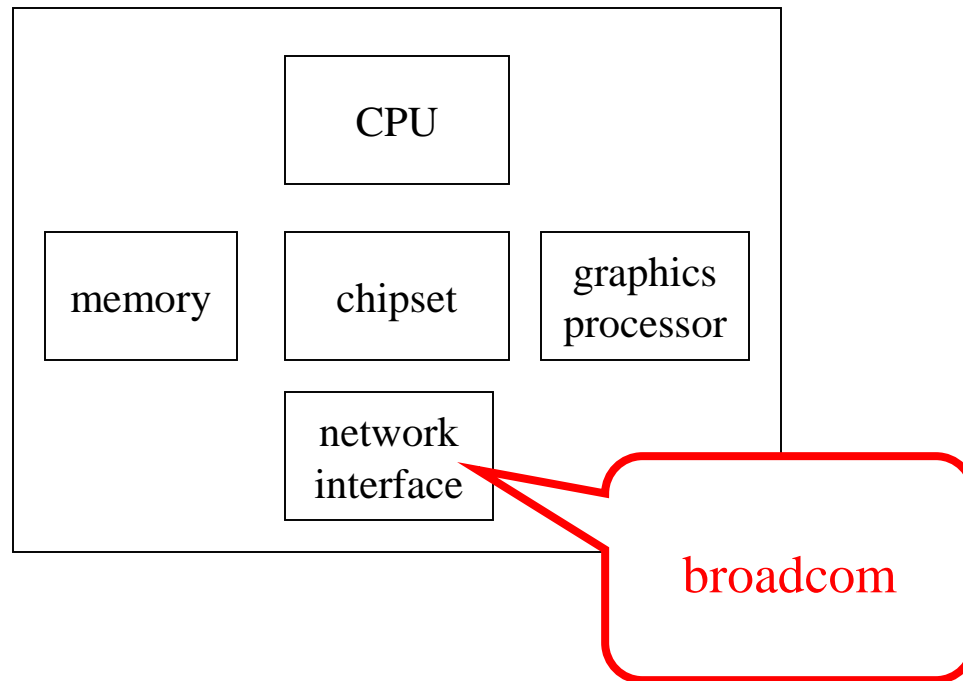 CPU
memory
chipset
graphics
processor
network
interface
broadcom